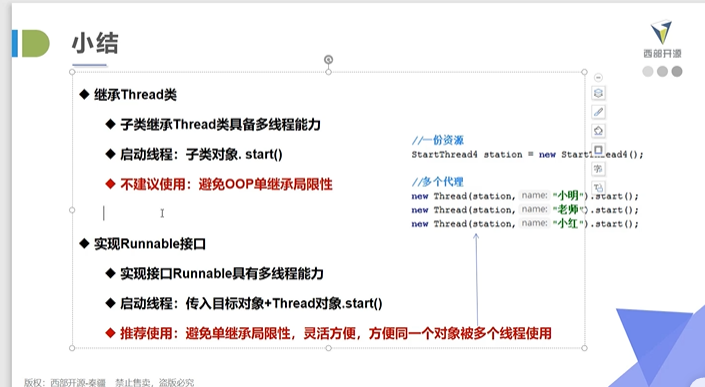 小结
西部开源
◆ 继承Thread类
◆ 子类继承Thread类具备多线程能力
◆ 启动线程：子类对象. start()
◆ 不建议使用：避免OOP单继承局限性
◆ 实现Runnable接口
◆ 实现接口Runnable具有多线程能力
◆ 启动线程：传入目标对象+Thread对象.start()
◆ 推荐使用：避免单继承局限性，灵活方便，方便同一个对象被多个线程使用
//一份资源
StartThread4 station = new StartThread4();
//多个代理
new Thread(station, name: "小明").start();
new Thread(station, name: "老师").start();
new Thread(station, name: "小红").start();
版权：西部开源-秦疆 禁止售卖，盗版必究